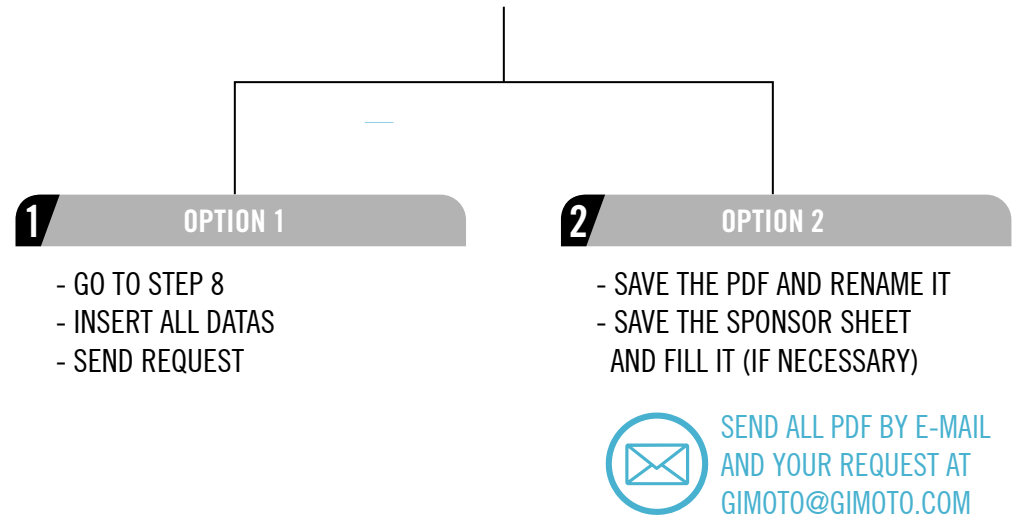 1 OPTION 1
- GO TO STEP 8
- INSERT ALL DATAS
- SEND REQUEST
2 OPTION 2
- SAVE THE PDF AND RENAME IT
- SAVE THE SPONSOR SHEET
AND FILL IT (IF NECESSARY)
SEND ALL PDF BY E-MAIL
AND YOUR REQUEST AT
GIMOTO@GIMOTO.COM